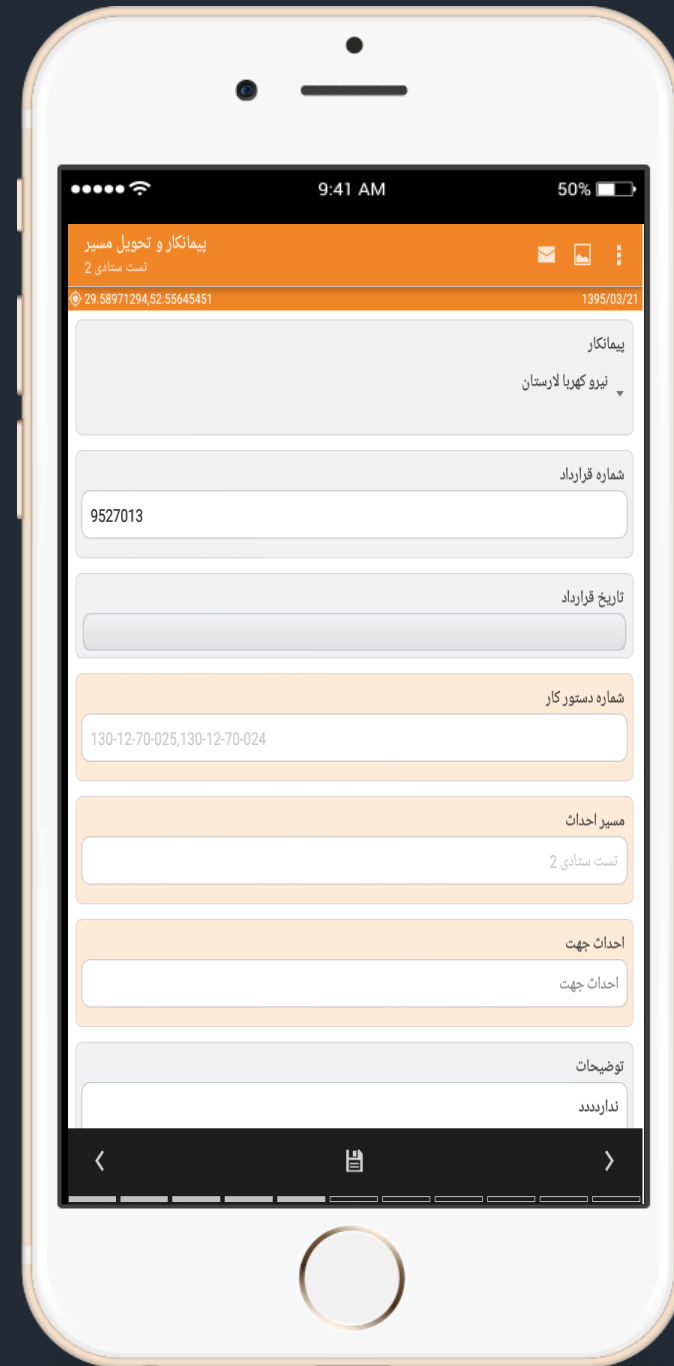 9:41 AM
50%
پیمانکار و تحویل مسیر
تست ستادی 2
29.58971294,52.55645451
1395/03/21
پیمانکار
نیرو کهربا لارستان
شماره قرارداد
9527013
تاریخ قرارداد
شماره دستور کار
130-12-70-025,130-12-70-024
مسیر احداث
تست ستادی 2
احداث جهت
احداث جهت
توضیحات
ندارdددد